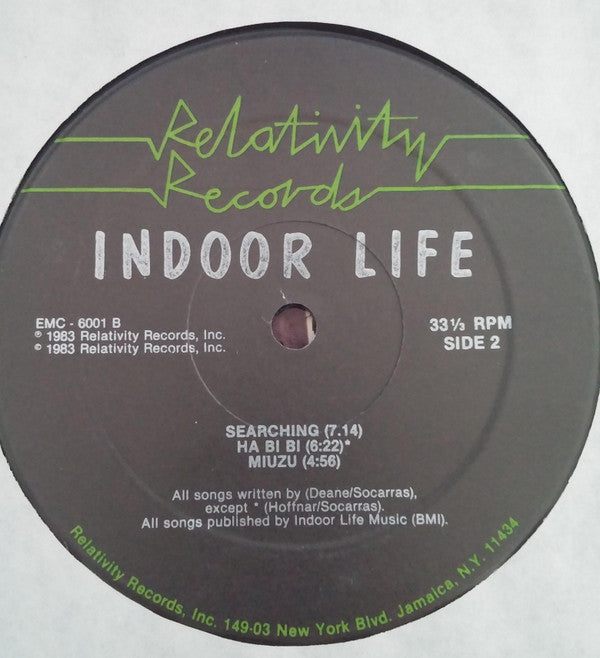 Relativity
Records
INDOOR LIFE
EMC - 6001 B
℗ 1983 Relativity Records, Inc.
© 1983 Relativity Records, Inc.
33⅓ RPM
SIDE 2
SEARCHING (7.14)
HA BI BI (6:22)*
MIUZU (4:56)
All songs written by (Deane/Socarras),
except * (Hoffnar/Socarras).
All songs published by Indoor Life Music (BMI).
Relativity Records, Inc. 149-03 New York Blvd. Jamaica, N.Y. 11434